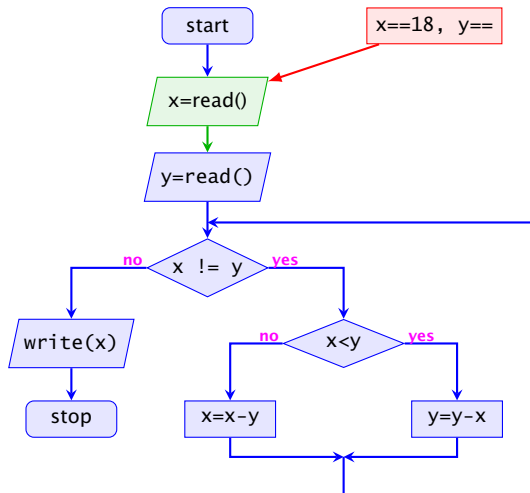 start
x==18, y==
x=read()
y=read()
x != y
no
yes
write(x)
x<y
no
yes
stop
x=x-y
y=y-x